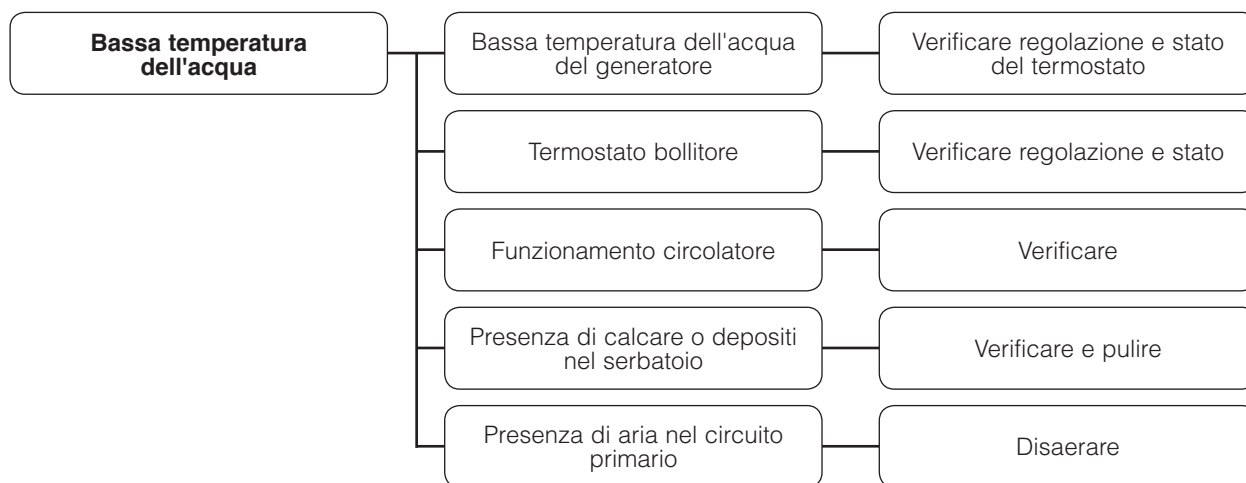 Bassa temperatura
dell'acqua
Bassa temperatura dell'acqua
del generatore
Verificare regolazione e stato
del termostato
Termostato bollitore
Verificare regolazione e stato
Funzionamento circolatore
Verificare
Presenza di calcare o depositi
nel serbatoio
Verificare e pulire
Presenza di aria nel circuito
primario
Disaerare